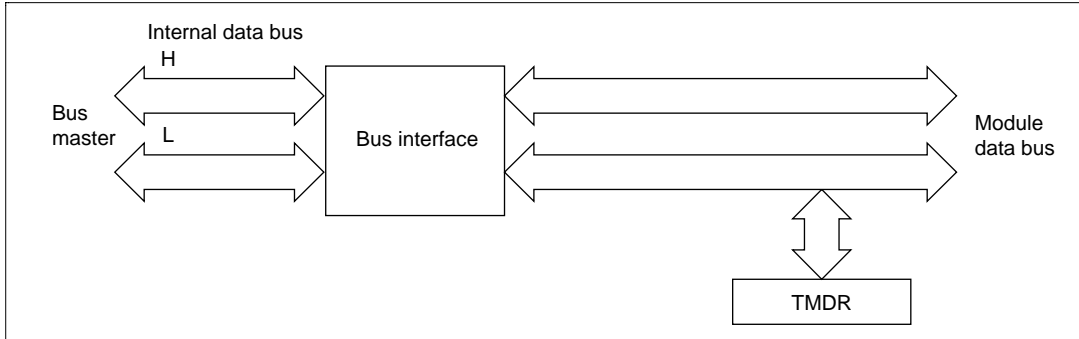 Internal data bus
H
Bus
master
L
Bus interface
Module
data bus
TMDR